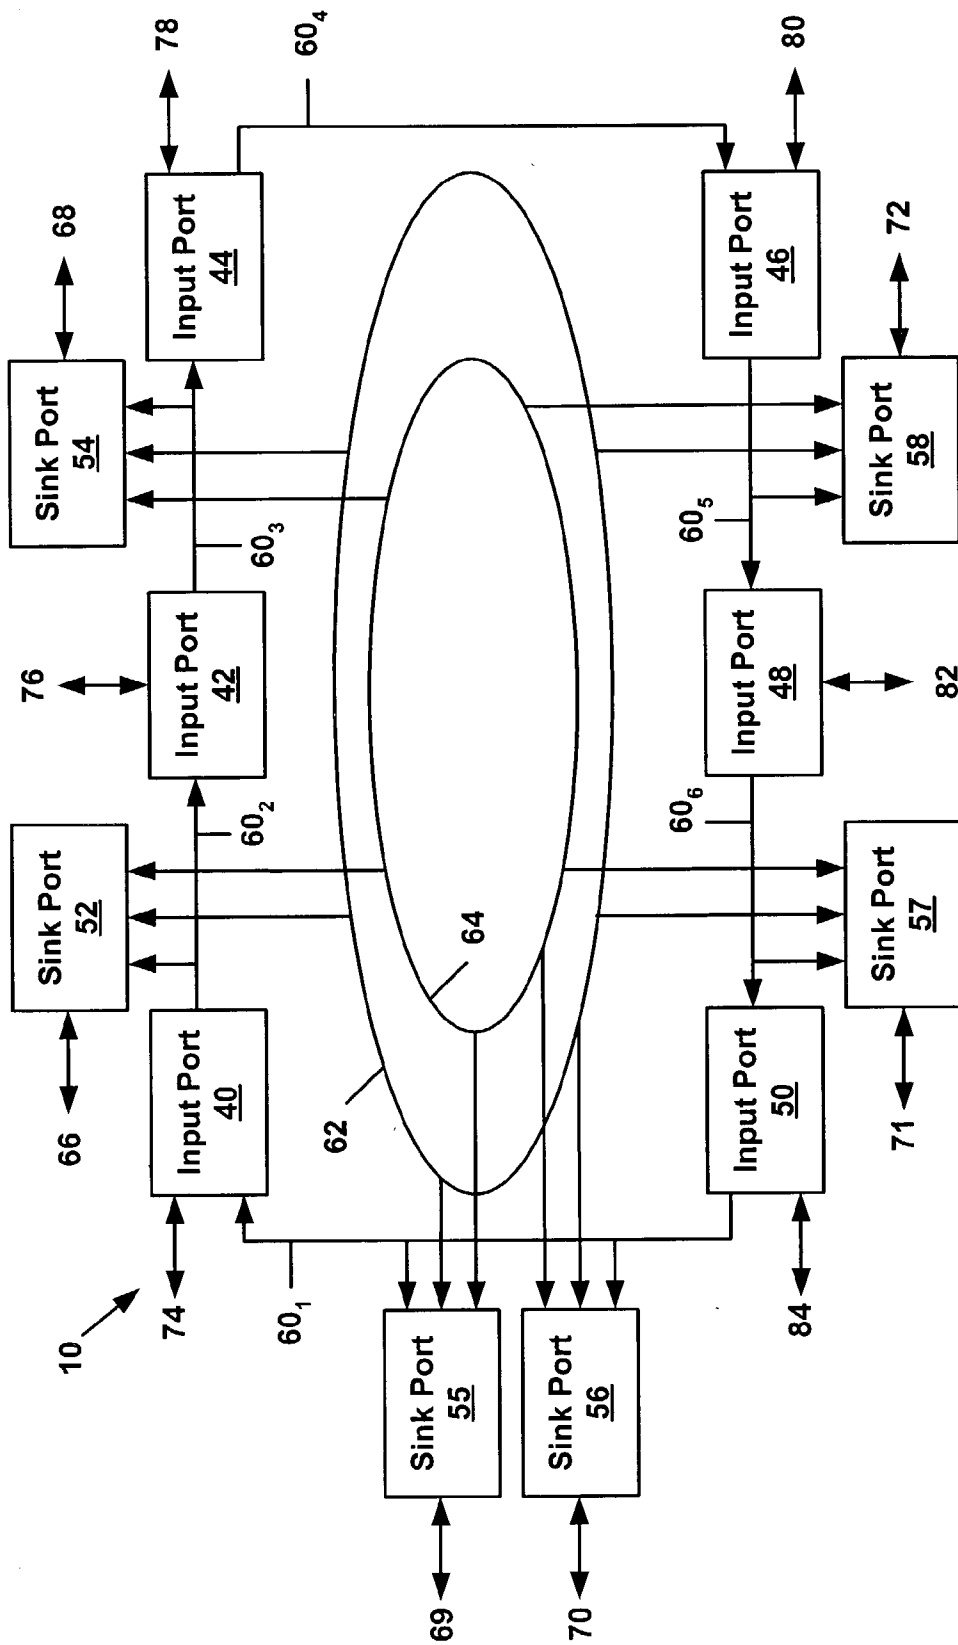 10
66
Sink Port
52
76
Sink Port
54
68
78
74
Input Port
40
Input Port
42
Input Port
44
60₂
60₃
60₁
60₄
62
64
69
Sink Port
55
70
Sink Port
56
60₆
60₅
84
Input Port
50
Input Port
48
Input Port
46
80
71
Sink Port
57
82
Sink Port
58
72